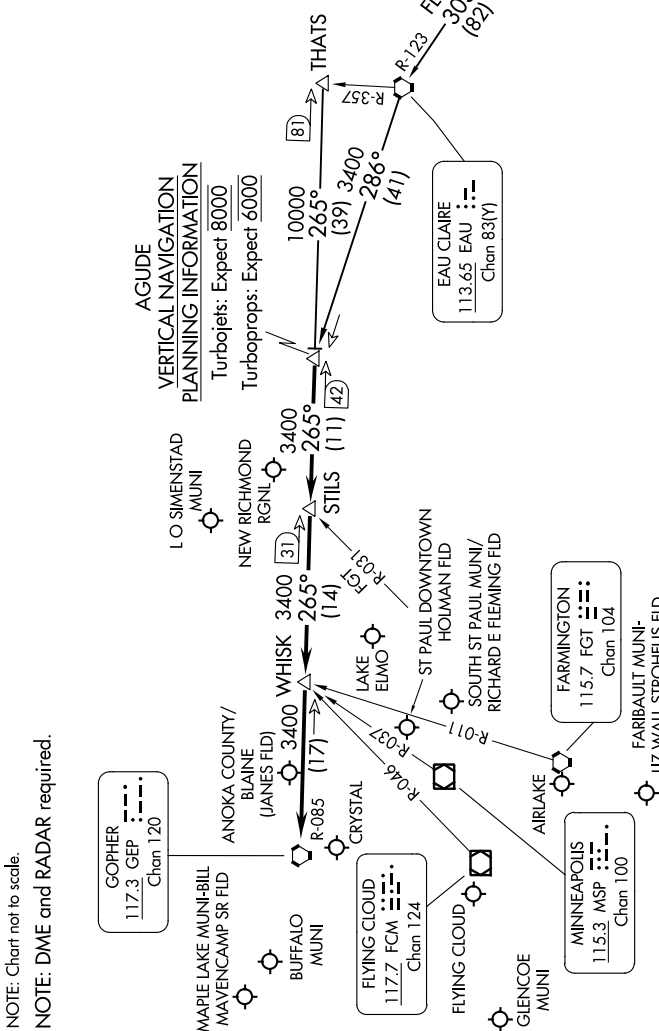 NOTE: Chart not to scale.
NOTE: DME and RADAR required.
AGUDE
VERTICAL NAVIGATION
PLANNING INFORMATION
Turbojets: Expect 8000
Turboprops: Expect 6000
THATS
81
R-357
R-123
(82)
10000
265°
(39)
3400
286°
(41)
EAU CLAIRE
113.65 EAU
Chan 83(Y)
42
3400
265°
(11)
L O SIMENSTAD
MUNI
NEW RICHMOND
RGNL
STILS
31
3400
265°
(14)
FGT
R-031
WHISK
LAKE
ELMO
ST PAUL DOWNTOWN
HOLMAN FLD
SOUTH ST PAUL MUNI/
RICHARD E FLEMING FLD
R-011
R-037
R-046
FARMINGTON
115.7 FGT
Chan 104
AIRLAKE
FARIBAULT MUNI-
ANOKA COUNTY/
BLAINE
(JANES FLD)
3400
(17)
R-085
CRYSTAL
GOPHER
117.3 GEP
Chan 120
MAPLE LAKE MUNI-BILL
MAVENCAMP SR FLD
BUFFALO
MUNI
FLYING CLOUD
117.7 FCM
Chan 124
FLYING CLOUD
GLENCOE
MUNI
MINNEAPOLIS
115.3 MSP
Chan 100